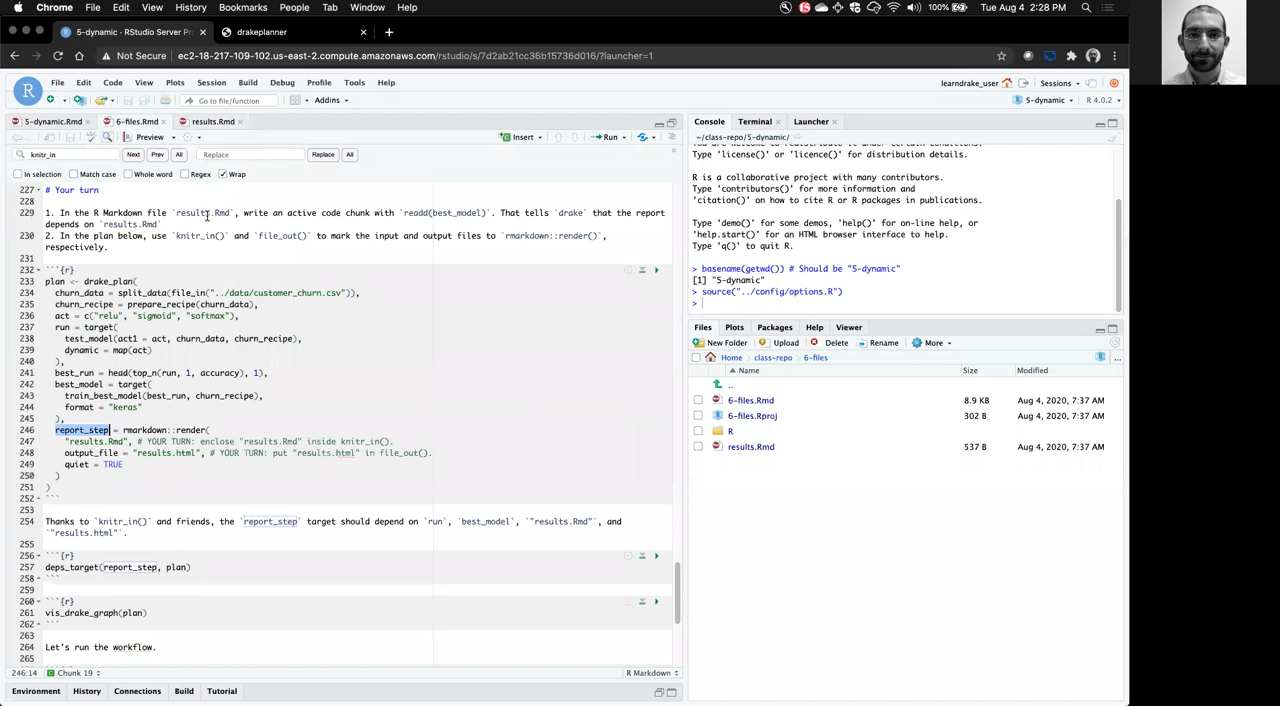 Chrome File Edit View History Bookmarks People Tab Window Help 100% Tue Aug 4 2:28 PM
5-dynamic - RStudio Server Pr drakeplanner
Not Secure ec2-18-217-109-102.us-east-2.compute.amazonaws.com/rstudio/s/7d2ab21cc36b15736d016/?launcher=1
File Edit Code View Plots Session Build Debug Profile Tools Help learndrake_user Sessions
Go to file/function Addins 5-dynamic R 4.0.2
5-dynamic.Rmd 6-files.Rmd results.Rmd
Preview Insert Run
knitr_in Next Prev All Replace Replace All
In selection Match case Whole word Regex Wrap
227 # Your turn
228
229 1. In the R Markdown file `results.Rmd`, write an active code chunk with `readd(best_model)`. That tells `drake` that the report
depends on `results.Rmd`
230 2. In the plan below, use `knitr_in()` and `file_out()` to mark the input and output files to `rmarkdown::render()`,
respectively.
231
232 ```{r}
233 plan <- drake_plan(
234 churn_data = split_data(file_in("../data/customer_churn.csv")),
235 churn_recipe = prepare_recipe(churn_data),
236 act = c("relu", "sigmoid", "softmax"),
237 run = target(
238 test_model(act1 = act, churn_data, churn_recipe),
239 dynamic = map(act)
240 ),
241 best_run = head(top_n(run, 1, accuracy), 1),
242 best_model = target(
243 train_best_model(best_run, churn_recipe),
244 format = "keras"
245 ),
246 report_step = rmarkdown::render(
247 "results.Rmd", # YOUR TURN: enclose "results.Rmd" inside knitr_in().
248 output_file = "results.html", # YOUR TURN: put "results.html" in file_out().
249 quiet = TRUE
250 )
251 )
252 ```
253
254 Thanks to `knitr_in()` and friends, the `report_step` target should depend on `run`, `best_model`, `"results.Rmd"`, and
`"results.html"`.
255
256 ```{r}
257 deps_target(report_step, plan)
258 ```
259
260 ```{r}
261 vis_drake_graph(plan)
262 ```
263
264 Let's run the workflow.
265
246:14 Chunk 19 R Markdown
Environment History Connections Build Tutorial
Console Terminal Launcher
~/class-repo/5-dynamic/
Type 'license()' or 'licence()' for distribution details.
R is a collaborative project with many contributors.
Type 'contributors()' for more information and
'citation()' on how to cite R or R packages in publications.
Type 'demo()' for some demos, 'help()' for on-line help, or
'help.start()' for an HTML browser interface to help.
Type 'q()' to quit R.
> basename(getwd()) # Should be "5-dynamic"
[1] "5-dynamic"
> source("../config/options.R")
>
Files Plots Packages Help Viewer
New Folder Upload Delete Rename More
Home class-repo 6-files
Name Size Modified
..
6-files.Rmd 8.9 KB Aug 4, 2020, 7:37 AM
6-files.Rproj 302 B Aug 4, 2020, 7:37 AM
R
results.Rmd 537 B Aug 4, 2020, 7:37 AM